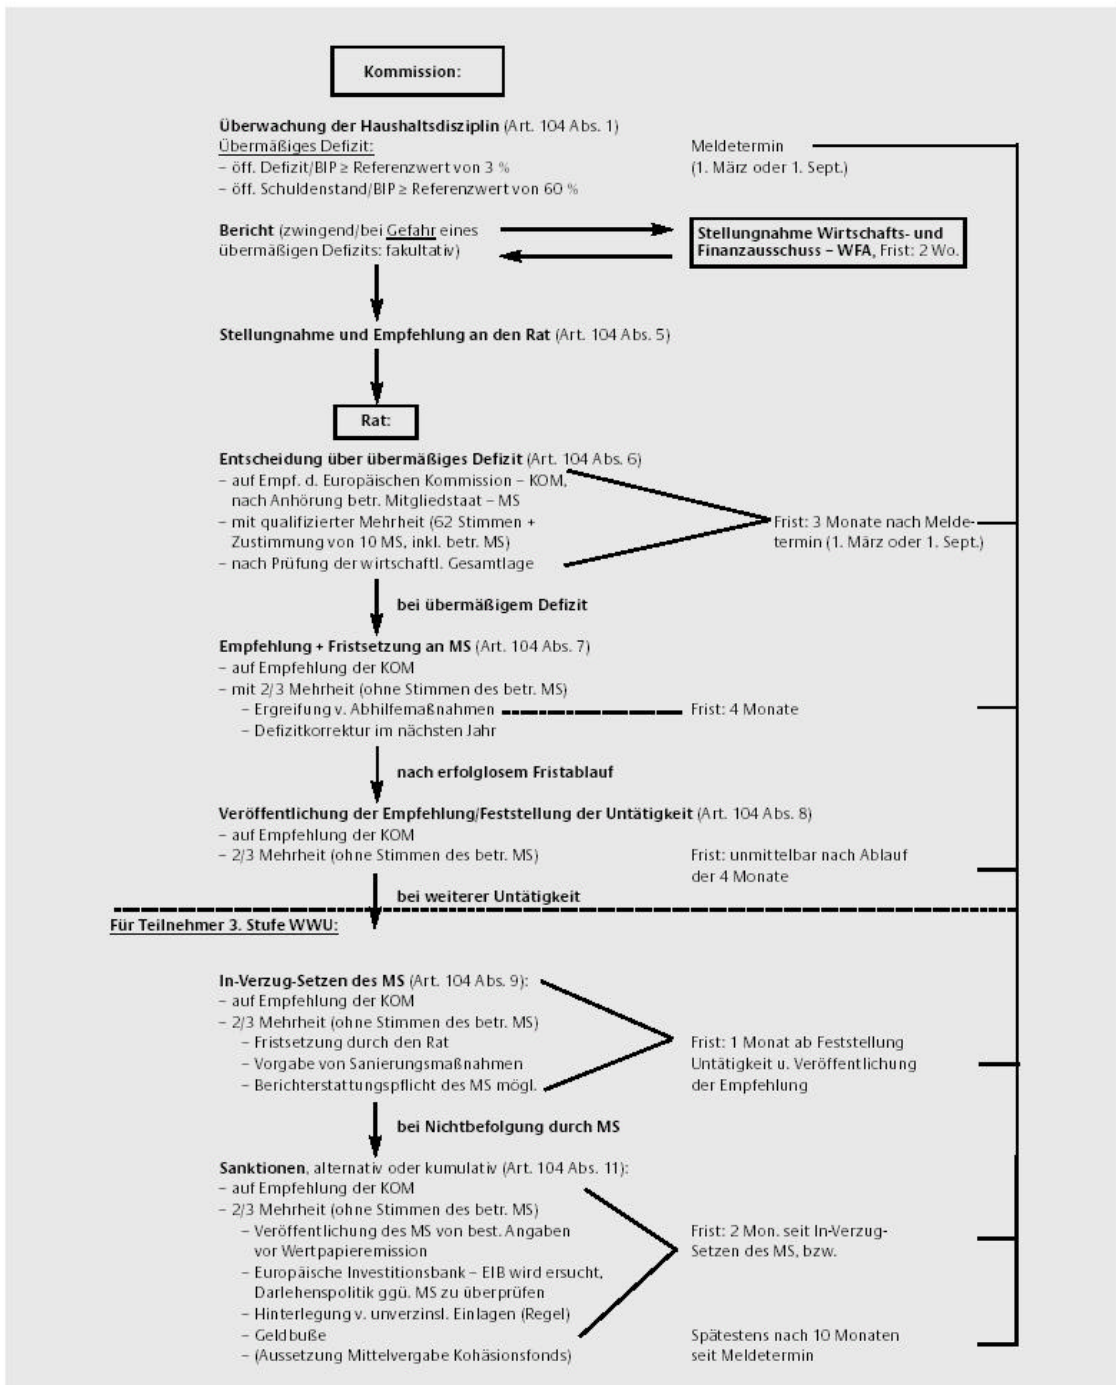 Kommission:
Überwachung der Haushaltsdisziplin (Art. 104 Abs. 1)
Übermäßiges Defizit:
– öff. Defizit/BIP ≥ Referenzwert von 3 %
– öff. Schuldenstand/BIP ≥ Referenzwert von 60 %
Meldetermin
(1. März oder 1. Sept.)
Bericht (zwingend/bei Gefahr eines
übermäßigen Defizits: fakultativ)
Stellungnahme Wirtschafts- und
Finanzausschuss – WFA, Frist: 2 Wo.
Stellungnahme und Empfehlung an den Rat (Art. 104 Abs. 5)
Rat:
Entscheidung über übermäßiges Defizit (Art. 104 Abs. 6)
– auf Empf. d. Europäischen Kommission – KOM,
nach Anhörung betr. Mitgliedstaat – MS
– mit qualifizierter Mehrheit (62 Stimmen +
Zustimmung von 10 MS, inkl. betr. MS)
– nach Prüfung der wirtschaftl. Gesamtlage
Frist: 3 Monate nach Melde-
termin (1. März oder 1. Sept.)
bei übermäßigem Defizit
Empfehlung + Fristsetzung an MS (Art. 104 Abs. 7)
– auf Empfehlung der KOM
– mit 2/3 Mehrheit (ohne Stimmen des betr. MS)
– Ergreifung v. Abhilfemaßnahmen
– Defizitkorrektur im nächsten Jahr
Frist: 4 Monate
nach erfolglosem Fristablauf
Veröffentlichung der Empfehlung/Feststellung der Untätigkeit (Art. 104 Abs. 8)
– auf Empfehlung der KOM
– 2/3 Mehrheit (ohne Stimmen des betr. MS)
Frist: unmittelbar nach Ablauf
der 4 Monate
bei weiterer Untätigkeit
Für Teilnehmer 3. Stufe WWU:
In-Verzug-Setzen des MS (Art. 104 Abs. 9):
– auf Empfehlung der KOM
– 2/3 Mehrheit (ohne Stimmen des betr. MS)
– Fristsetzung durch den Rat
– Vorgabe von Sanierungsmaßnahmen
– Berichterstattungspflicht des MS mögl.
Frist: 1 Monat ab Feststellung
Untätigkeit u. Veröffentlichung
der Empfehlung
bei Nichtbefolgung durch MS
Sanktionen, alternativ oder kumulativ (Art. 104 Abs. 11):
– auf Empfehlung der KOM
– 2/3 Mehrheit (ohne Stimmen des betr. MS)
– Veröffentlichung des MS von best. Angaben
vor Wertpapieremission
– Europäische Investitionsbank – EIB wird ersucht,
Darlehenspolitik ggü. MS zu überprüfen
– Hinterlegung v. unverzinsl. Einlagen (Regel)
– Geldbuße
– (Aussetzung Mittelvergabe Kohäsionsfonds)
Frist: 2 Mon. seit In-Verzug-
Setzen des MS, bzw.
Spätestens nach 10 Monaten
seit Meldetermin